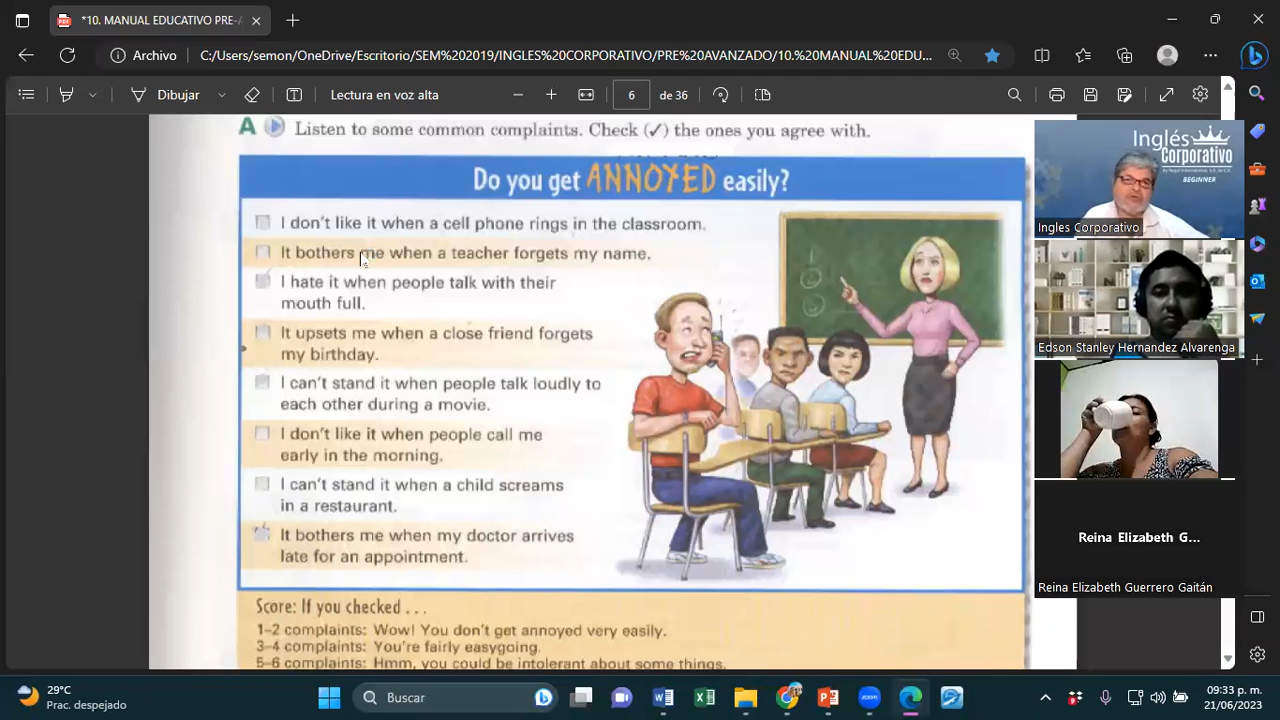 *10. MANUAL EDUCATIVO PRE-A
Archivo
C:/Users/semon/OneDrive/Escritorio/SEM%202019/INGLES%20CORPORATIVO/PRE%20AVANZADO/10.%20MANUAL%20EDU...
Dibujar
Lectura en voz alta
6
de 36
A Listen to some common complaints. Check (✓) the ones you agree with.
Do you get ANNOYED easily?
I don't like it when a cell phone rings in the classroom.
It bothers me when a teacher forgets my name.
I hate it when people talk with their
mouth full.
It upsets me when a close friend forgets
my birthday.
I can't stand it when people talk loudly to
each other during a movie.
I don't like it when people call me
early in the morning.
I can't stand it when a child screams
in a restaurant.
It bothers me when my doctor arrives
late for an appointment.
Score: If you checked . . .
1–2 complaints: Wow! You don't get annoyed very easily.
3–4 complaints: You're fairly easygoing.
5–6 complaints: Hmm, you could be intolerant about some things.
Inglés
Corporativo
BEGINNER
Ingles Corporativo
Edson Stanley Hernandez Alvarenga
Reina Elizabeth G...
Reina Elizabeth Guerrero Gaitán
29°C
Prac. despejado
Buscar
09:33 p. m.
21/06/2023